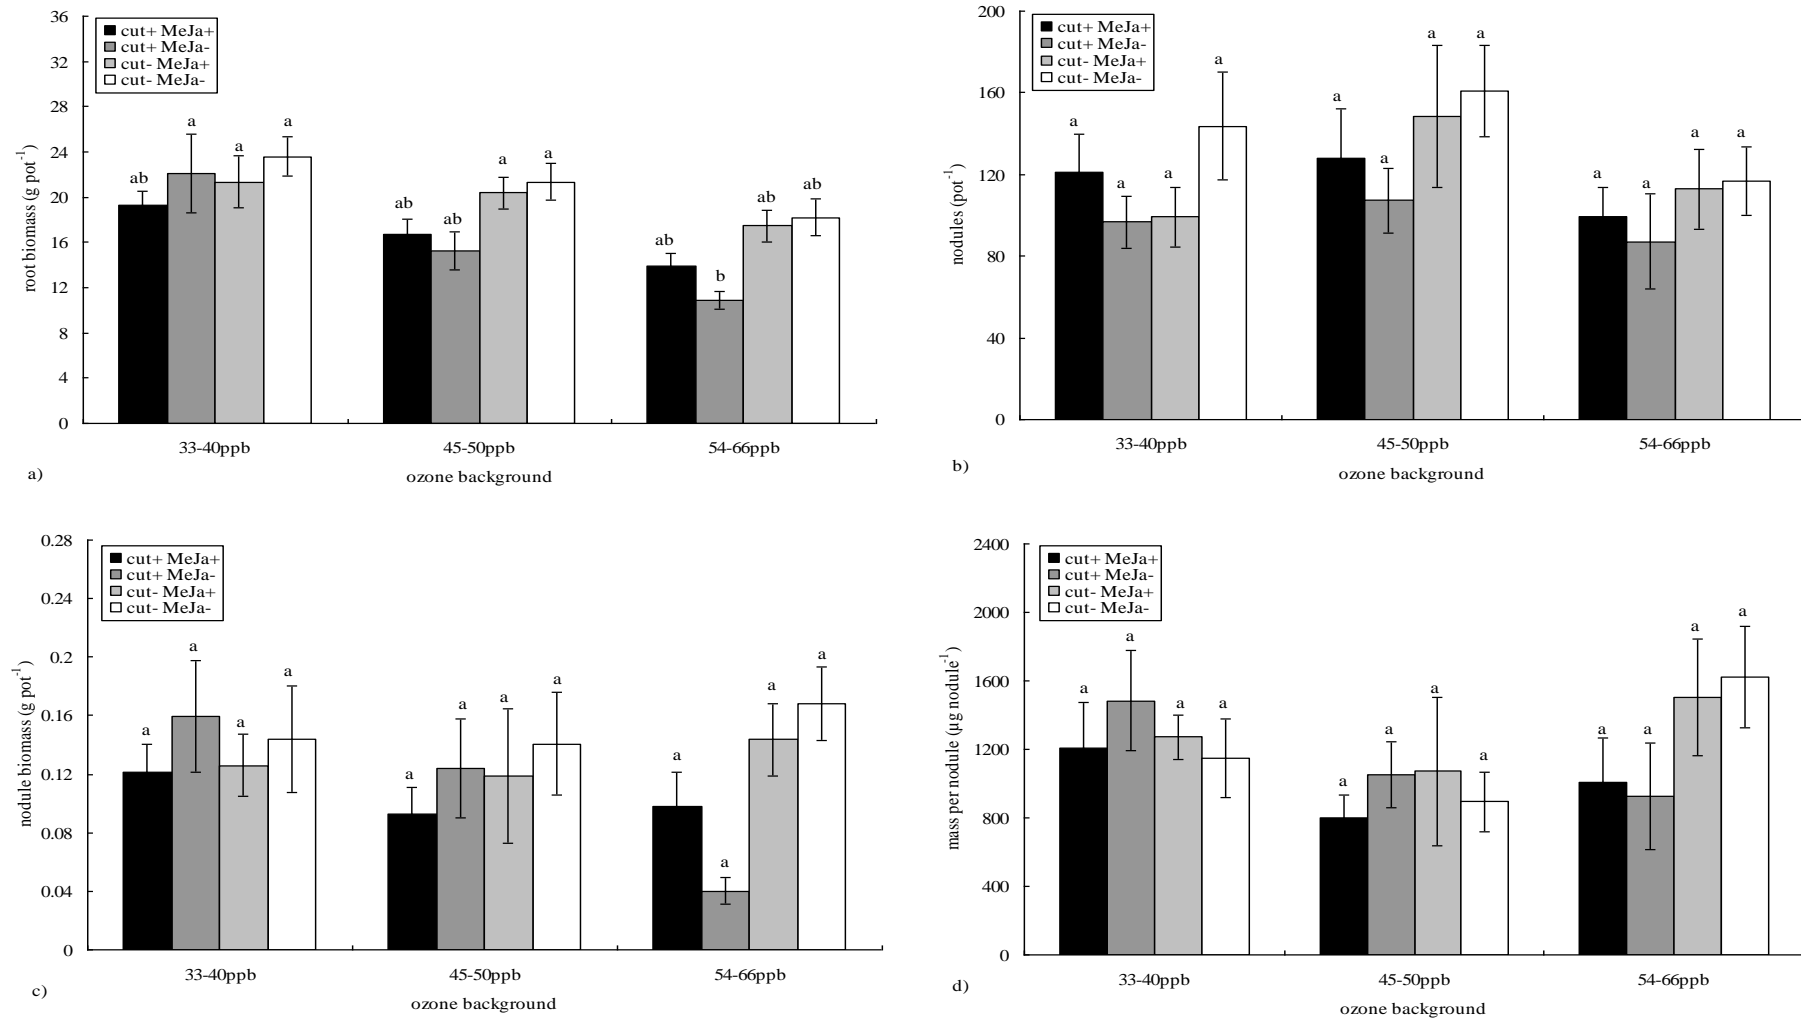 36
32
28
24
20
16
12
8
4
0
root biomass (g pot⁻¹)
cut+ MeJa+
cut+ MeJa-
cut- MeJa+
cut- MeJa-
ab a a a
ab ab a a
ab b ab ab
33-40ppb 45-50ppb 54-66ppb
ozone background
a)
200
160
120
80
40
0
nodules (pot⁻¹)
cut+ MeJa+
cut+ MeJa-
cut- MeJa+
cut- MeJa-
a a a a
a a a a
a a a a
33-40ppb 45-50ppb 54-66ppb
ozone background
b)
0.28
0.24
0.2
0.16
0.12
0.08
0.04
0
nodule biomass (g pot⁻¹)
cut+ MeJa+
cut+ MeJa-
cut- MeJa+
cut- MeJa-
a a a a
a a a a
a a a a
33-40ppb 45-50ppb 54-66ppb
ozone background
c)
2400
2000
1600
1200
800
400
0
mass per nodule (µg nodule⁻¹)
cut+ MeJa+
cut+ MeJa-
cut- MeJa+
cut- MeJa-
a a a a
a a a a
a a a a
33-40ppb 45-50ppb 54-66ppb
ozone background
d)